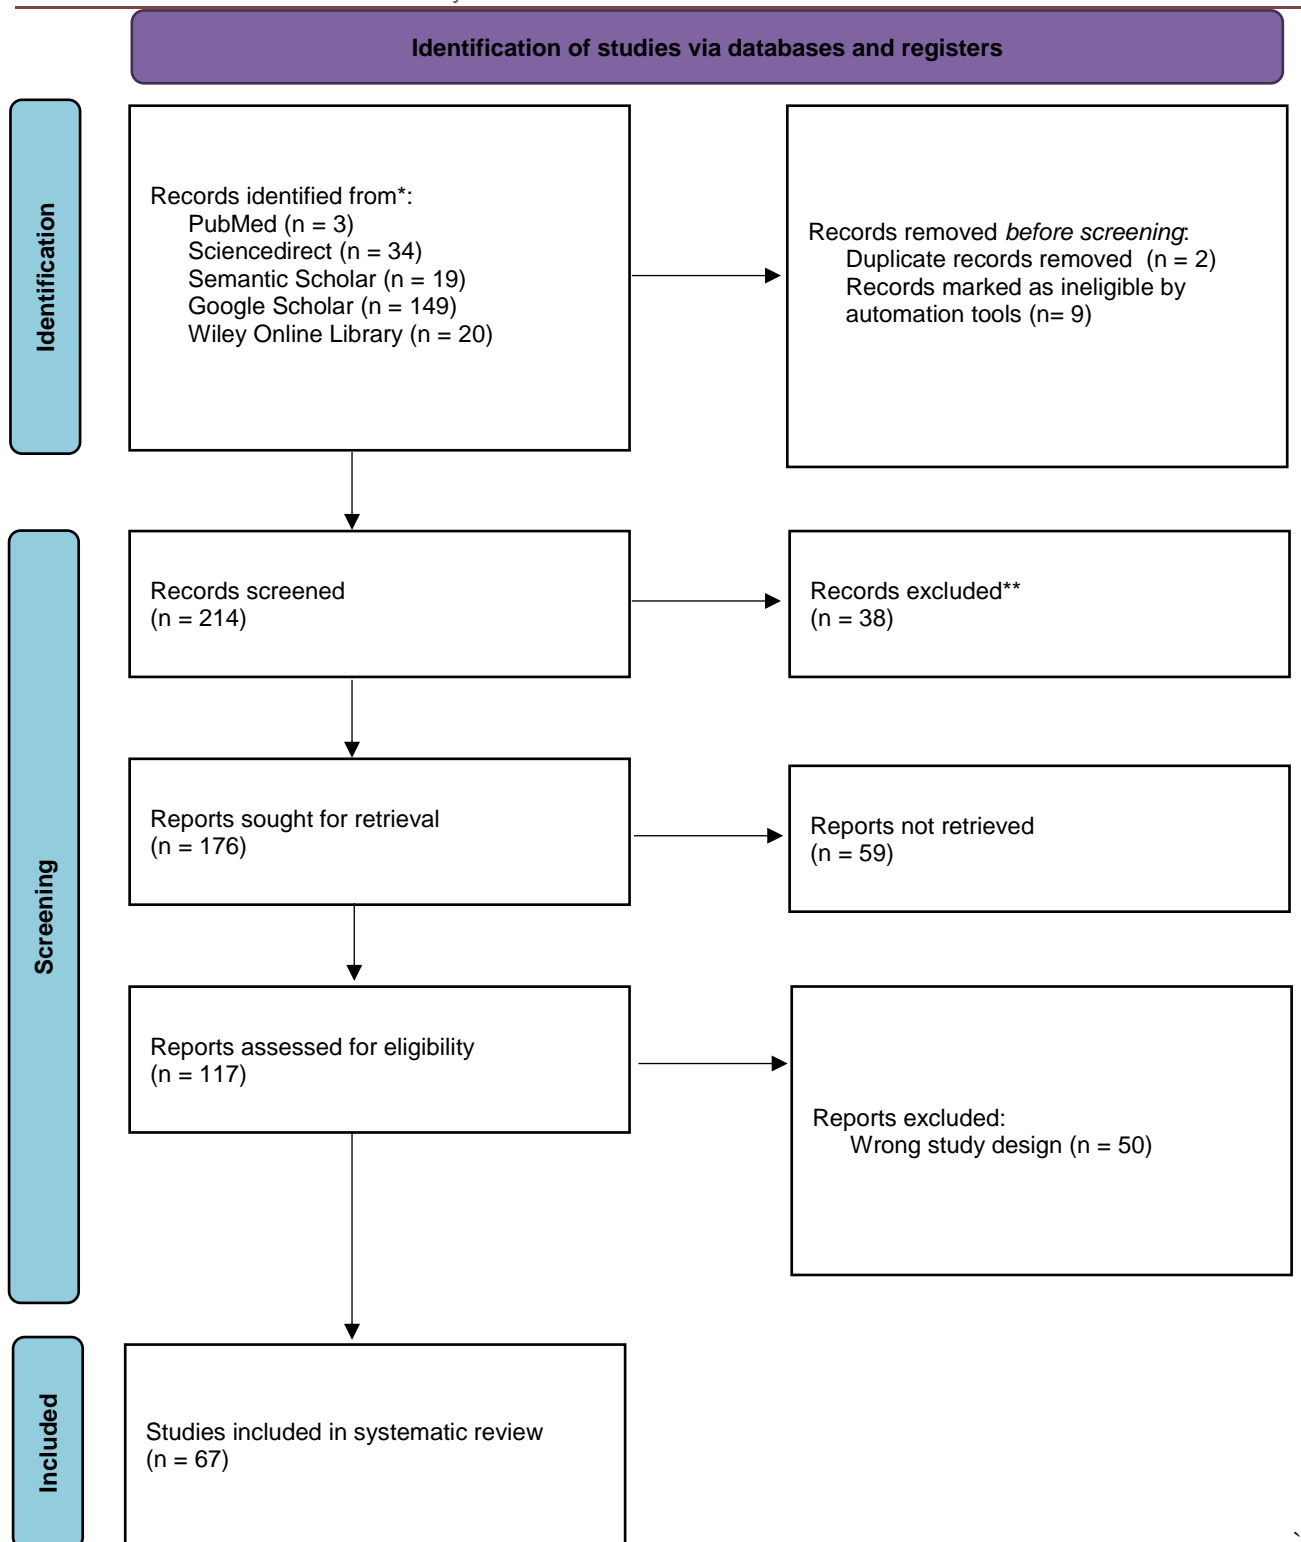 Identification of studies via databases and registers
Identification
Records identified from*:
PubMed (n = 3)
Sciencedirect (n = 34)
Semantic Scholar (n = 19)
Google Scholar (n = 149)
Wiley Online Library (n = 20)
Records removed before screening:
Duplicate records removed  (n = 2)
Records marked as ineligible by
automation tools (n= 9)
Screening
Records screened
(n = 214)
Records excluded**
(n = 38)
Reports sought for retrieval
(n = 176)
Reports not retrieved
(n = 59)
Reports assessed for eligibility
(n = 117)
Reports excluded:
Wrong study design (n = 50)
Included
Studies included in systematic review
(n = 67)
`